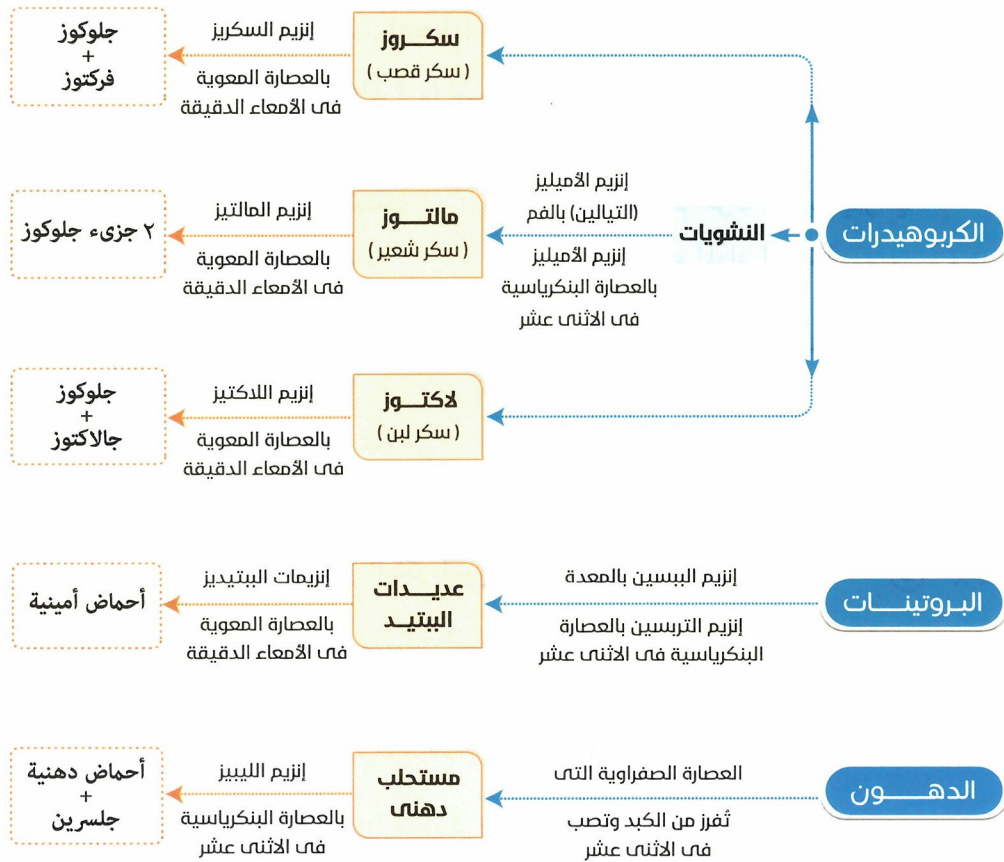 الكربوهيدرات
سكـــروز
( سكر قصب )
إنزيم السكريز
بالعصارة المعوية
فى الأمعاء الدقيقة
جلوكوز
+
فركتوز
النشويات
إنزيم الأميليز
(التيالين) بالفم
إنزيم الأميليز
بالعصارة البنكرياسية
فى الاثنى عشر
مالتـــوز
( سكر شعير )
إنزيم المالتيز
بالعصارة المعوية
فى الأمعاء الدقيقة
٢ جزىء جلوكوز
لاكتـــوز
( سكر لبن )
إنزيم اللاكتيز
بالعصارة المعوية
فى الأمعاء الدقيقة
جلوكوز
+
جالاكتوز
البـروتينـــات
إنزيم الببسين بالمعدة
إنزيم التربسين بالعصارة
البنكرياسية فى الاثنى عشر
عديـــدات
الببتيـــد
إنزيمات الببتيديز
بالعصارة المعوية
فى الأمعاء الدقيقة
أحماض أمينية
الدهـــــون
العصارة الصفراوية التى
تُفرز من الكبد وتصب
فى الاثنى عشر
مستحلب
دهنى
إنزيم الليبيز
بالعصارة البنكرياسية
فى الاثنى عشر
أحماض دهنية
+
جلسرين